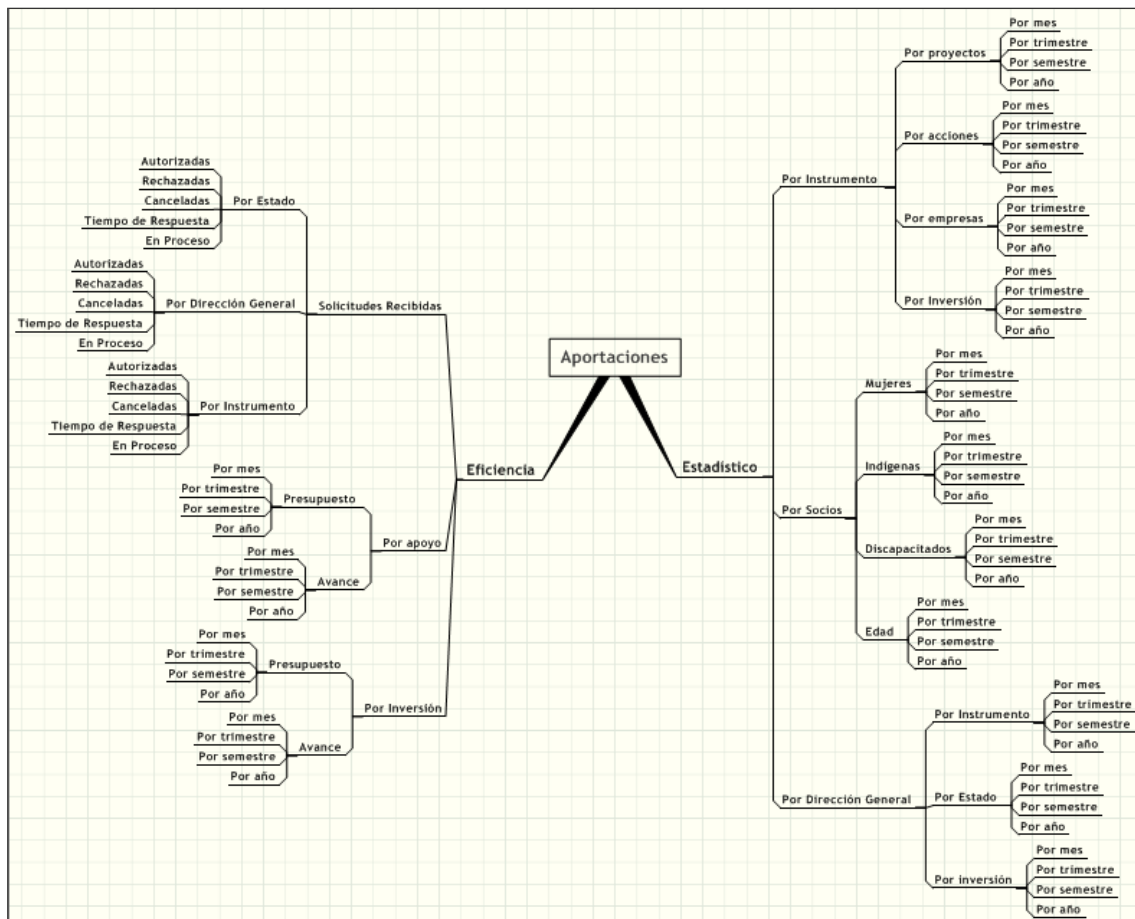 Aportaciones
Eficiencia
Solicitudes Recibidas
Por Estado
Autorizadas
Rechazadas
Canceladas
Tiempo de Respuesta
En Proceso
Por Dirección General
Autorizadas
Rechazadas
Canceladas
Tiempo de Respuesta
En Proceso
Por Instrumento
Autorizadas
Rechazadas
Canceladas
Tiempo de Respuesta
En Proceso
Por apoyo
Presupuesto
Por mes
Por trimestre
Por semestre
Por año
Avance
Por mes
Por trimestre
Por semestre
Por año
Por Inversión
Presupuesto
Por mes
Por trimestre
Por semestre
Por año
Avance
Por mes
Por trimestre
Por semestre
Por año
Estadístico
Por Instrumento
Por proyectos
Por mes
Por trimestre
Por semestre
Por año
Por acciones
Por mes
Por trimestre
Por semestre
Por año
Por empresas
Por mes
Por trimestre
Por semestre
Por año
Por Inversión
Por mes
Por trimestre
Por semestre
Por año
Por Socios
Mujeres
Por mes
Por trimestre
Por semestre
Por año
Indígenas
Por mes
Por trimestre
Por semestre
Por año
Discapacitados
Por mes
Por trimestre
Por semestre
Por año
Edad
Por mes
Por trimestre
Por semestre
Por año
Por Dirección General
Por Instrumento
Por mes
Por trimestre
Por semestre
Por año
Por Estado
Por mes
Por trimestre
Por semestre
Por año
Por inversión
Por mes
Por trimestre
Por semestre
Por año